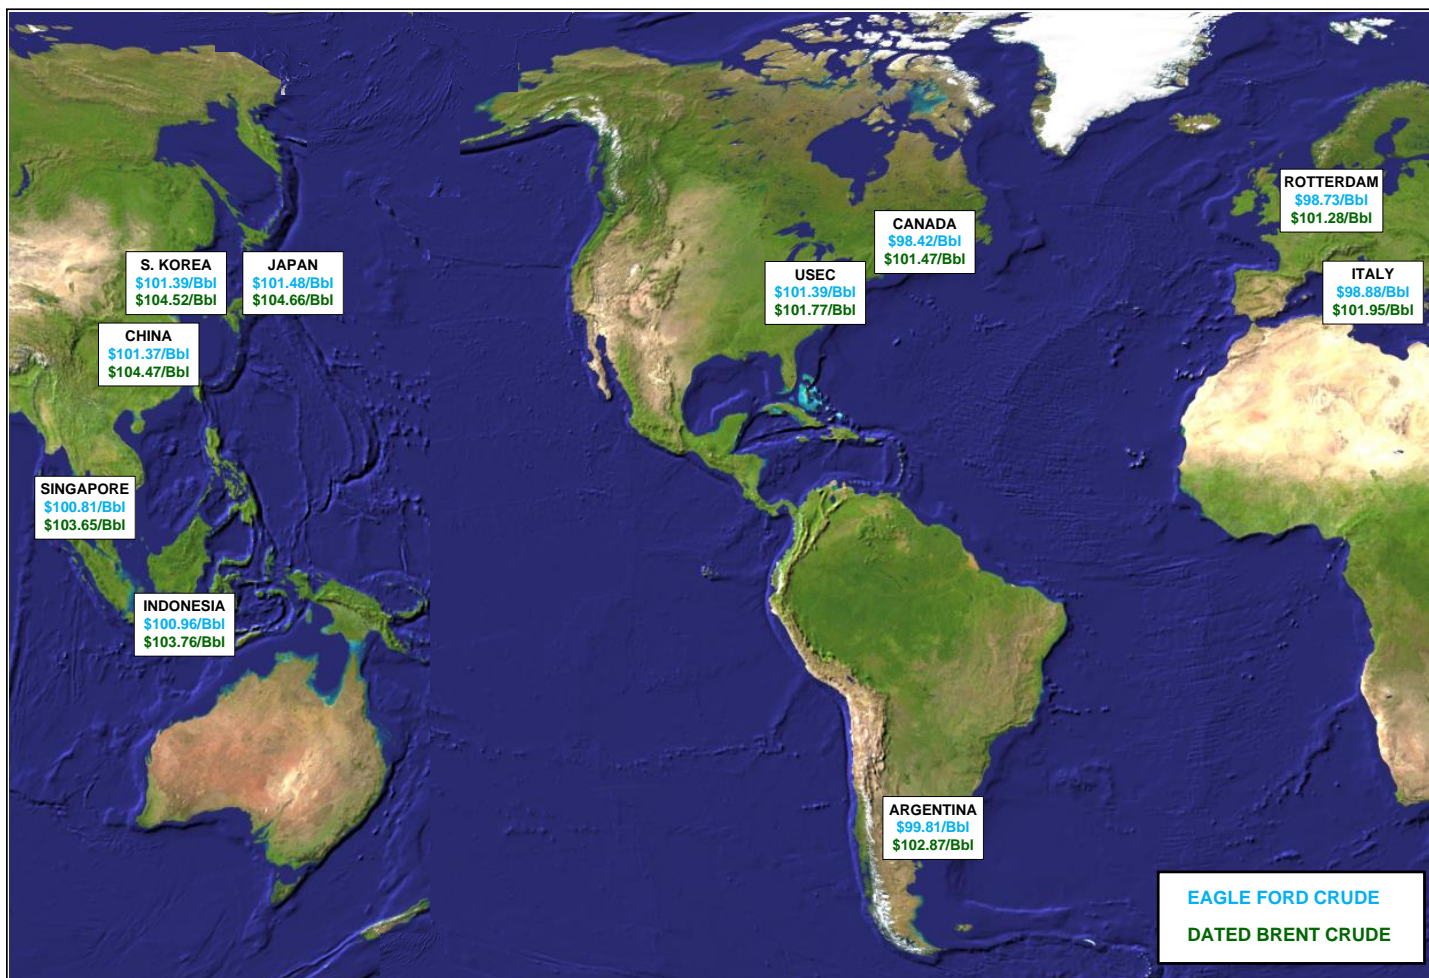 ROTTERDAM
$98.73/Bbl
$101.28/Bbl
CANADA
$98.42/Bbl
$101.47/Bbl
S. KOREA
$101.39/Bbl
$104.52/Bbl
JAPAN
$101.48/Bbl
$104.66/Bbl
USEC
$101.39/Bbl
$101.77/Bbl
ITALY
$98.88/Bbl
$101.95/Bbl
CHINA
$101.37/Bbl
$104.47/Bbl
SINGAPORE
$100.81/Bbl
$103.65/Bbl
INDONESIA
$100.96/Bbl
$103.76/Bbl
ARGENTINA
$99.81/Bbl
$102.87/Bbl
EAGLE FORD CRUDE
DATED BRENT CRUDE